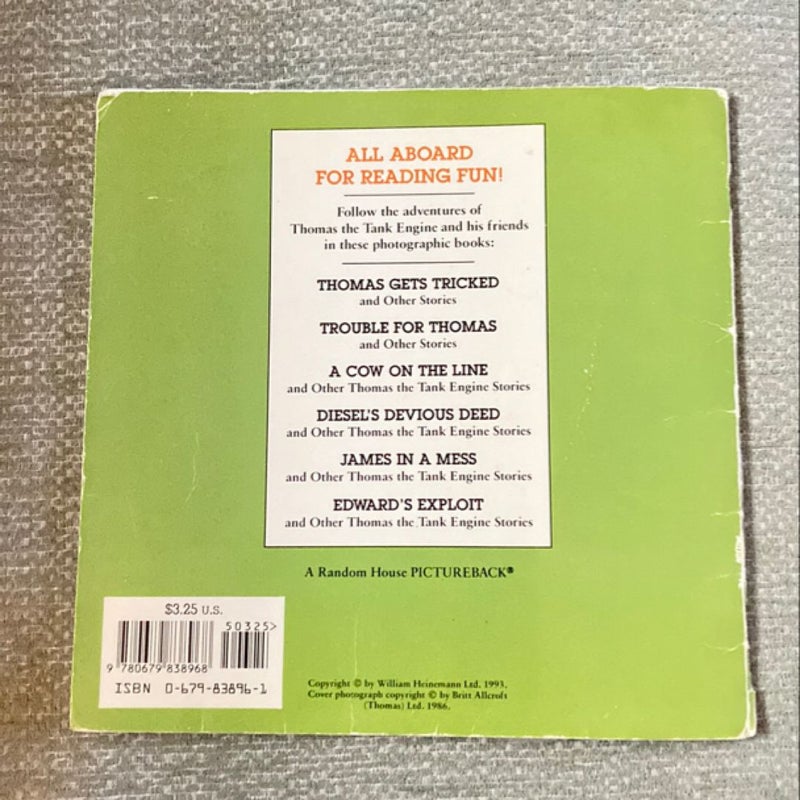 ALL ABOARD
FOR READING FUN!
Follow the adventures of
Thomas the Tank Engine and his friends
in these photographic books:
THOMAS GETS TRICKED
and Other Stories
TROUBLE FOR THOMAS
and Other Stories
A COW ON THE LINE
and Other Thomas the Tank Engine Stories
DIESEL'S DEVIOUS DEED
and Other Thomas the Tank Engine Stories
JAMES IN A MESS
and Other Thomas the Tank Engine Stories
EDWARD'S EXPLOIT
and Other Thomas the Tank Engine Stories
A Random House PICTUREBACK®
$3.25 U.S.
50325>
9 780679 838968
ISBN 0-679-83896-1
Copyright © by William Heinemann Ltd. 1993.
Cover photograph copyright © by Britt Allcroft
(Thomas) Ltd. 1986.